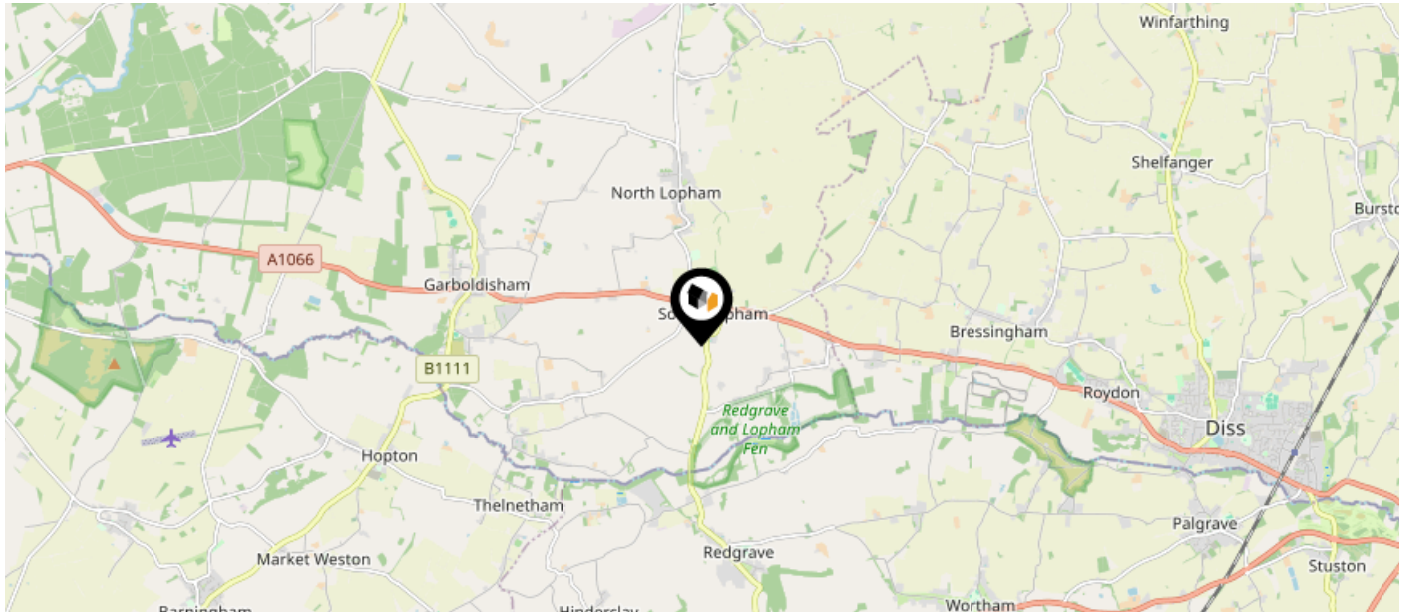 Winfarthing
Shelfanger
North Lopham
A1066
Garboldisham
Bressingham
B1111
Roydon
Redgrave
and Lopham
Fen
Diss
Hopton
Thelnetham
Palgrave
Redgrave
Market Weston
Stuston
Wortham